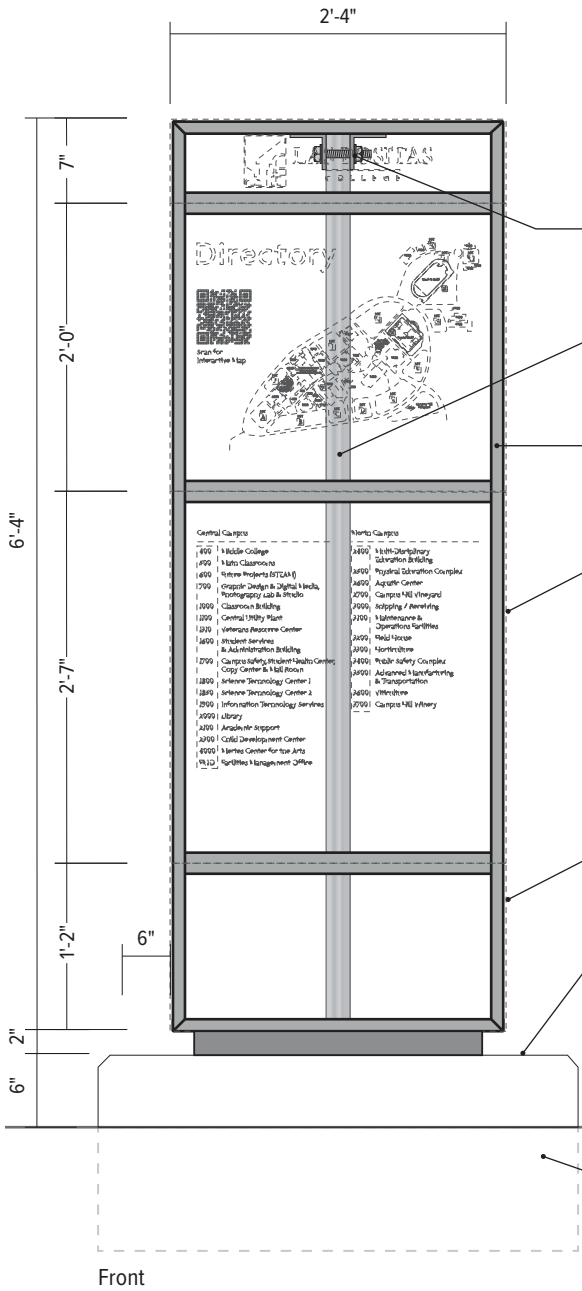 2'-4"
7"
LAS POSITAS
COLLEGE
2'-0"
Directory
Scan for
Interactive Map
6'-4"
2'-7"
Central Campus
400 Middle College
600 Main Classrooms
600 Future Projects (STEAM)
700 Graphic Design & Digital Media,
Photography Lab & Studio
1000 Classroom Building
1100 Central Utility Plant
1310 Veterans Resource Center
1600 Student Services
& Administration Building
1700 Campus Safety, Student Health Center,
Copy Center & Mail Room
1800 Science Technology Center 1
1850 Science Technology Center 2
1900 Information Technology Services
2000 Library
2100 Academic Support
2300 Child Development Center
4000 Mertes Center for the Arts
Facilities Management Office
North Campus
2400 Multi-Disciplinary
Education Building
2500 Physical Education Complex
2600 Aquatic Center
2700 Campus Hill Vineyard
3000 Shipping / Receiving
3100 Maintenance &
Operations Facilities
Field House
3300 Horticulture
3400 Public Safety Complex
3500 Advanced Manufacturing
& Transportation
3600 Viticulture
3700 Campus Hill Winery
1'-2"
6"
2"
6"
Front